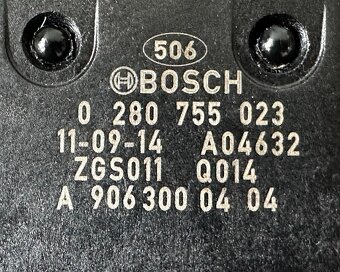 506
BOSCH
0 280 755 023
11-09-14 A04632
ZGS011 Q014
A 906 300 04 04